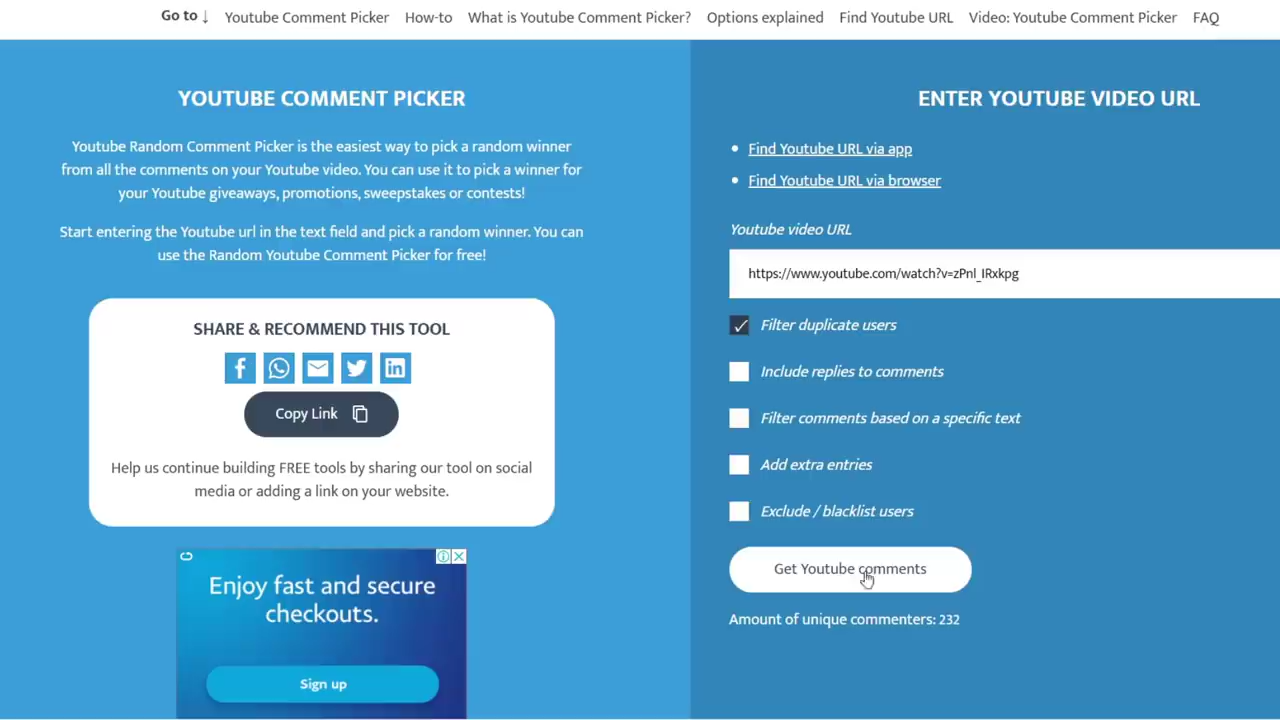 Go to ↓ Youtube Comment Picker How-to What is Youtube Comment Picker? Options explained Find Youtube URL Video: Youtube Comment Picker FAQ
YOUTUBE COMMENT PICKER
Youtube Random Comment Picker is the easiest way to pick a random winner
from all the comments on your Youtube video. You can use it to pick a winner for
your Youtube giveaways, promotions, sweepstakes or contests!
Start entering the Youtube url in the text field and pick a random winner. You can
use the Random Youtube Comment Picker for free!
SHARE & RECOMMEND THIS TOOL
Copy Link
Help us continue building FREE tools by sharing our tool on social
media or adding a link on your website.
Enjoy fast and secure
checkouts.
Sign up
ENTER YOUTUBE VIDEO URL
Find Youtube URL via app
Find Youtube URL via browser
Youtube video URL
https://www.youtube.com/watch?v=zPnl_IRxkpg
Filter duplicate users
Include replies to comments
Filter comments based on a specific text
Add extra entries
Exclude / blacklist users
Get Youtube comments
Amount of unique commenters: 232